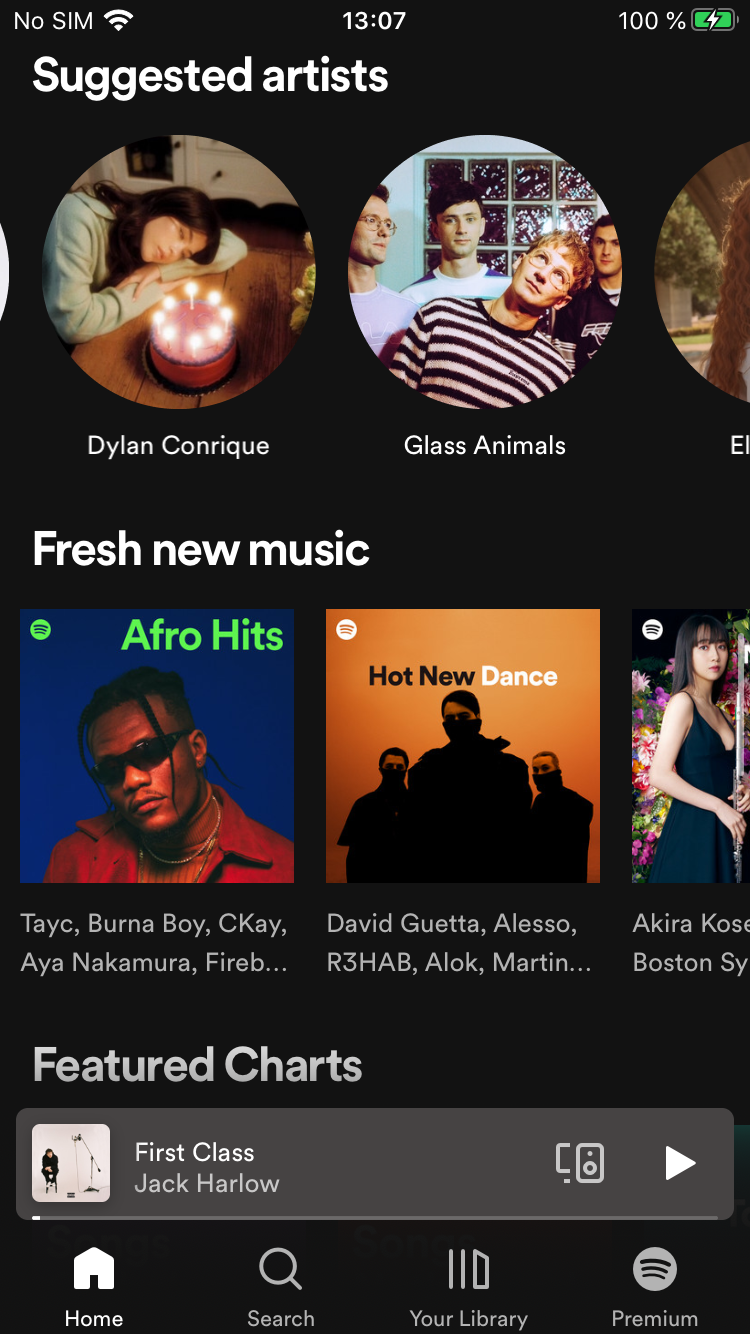 No SIM 13:07 100 %
Suggested artists
Dylan Conrique Glass Animals El
Fresh new music
Afro Hits
Hot New Dance
Tayc, Burna Boy, CKay, David Guetta, Alesso, Akira Kose
Aya Nakamura, Fireb... R3HAB, Alok, Martin... Boston Sy
Featured Charts
First Class
Jack Harlow
Songs Songs
Home Search Your Library Premium